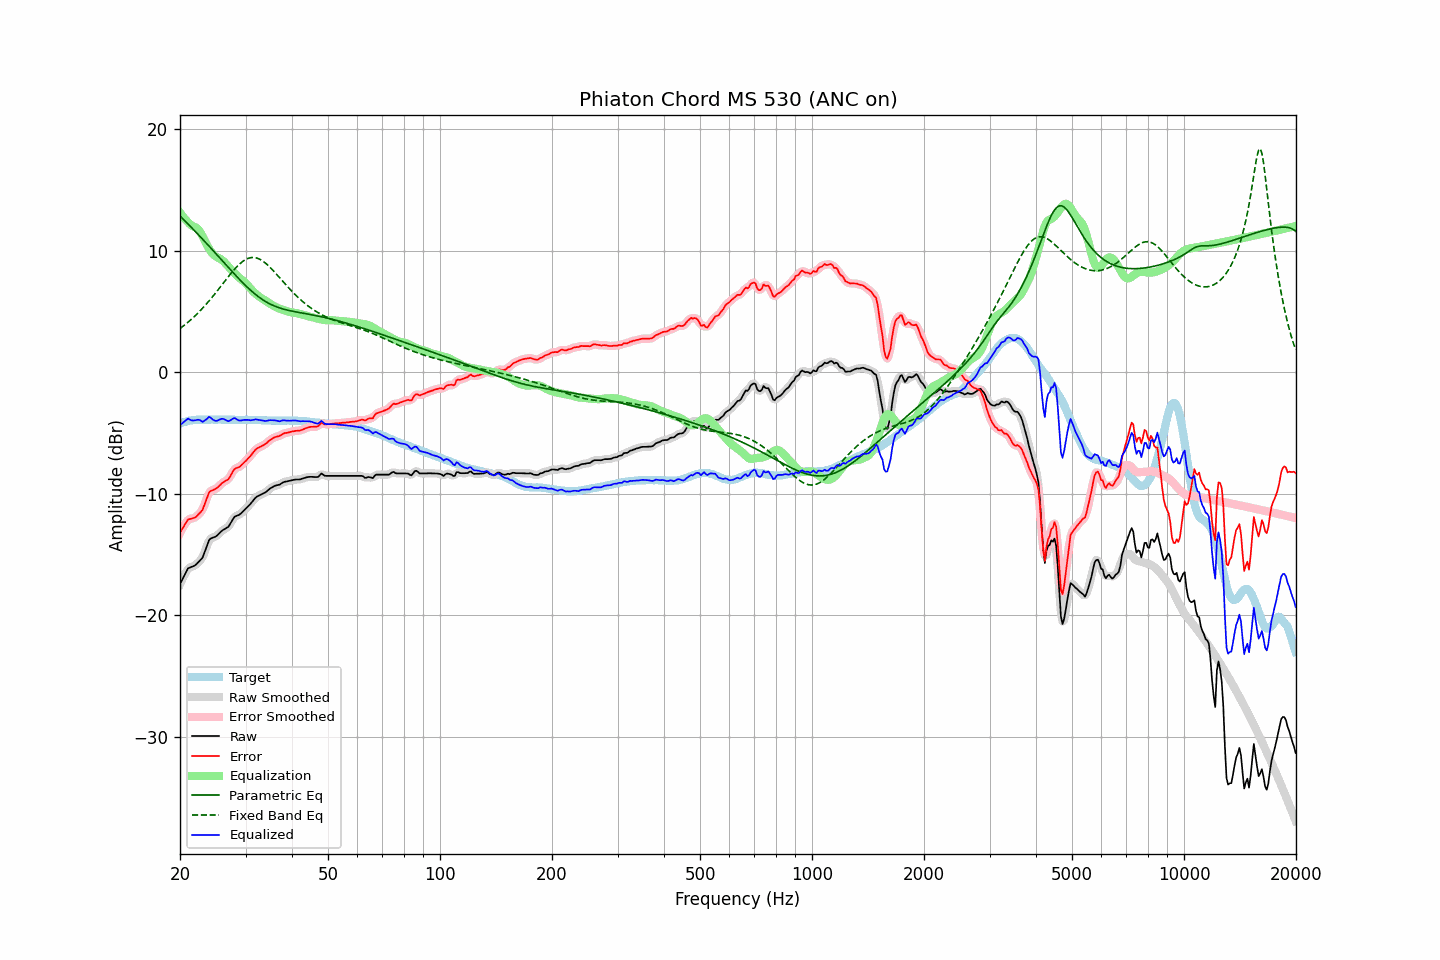 Phiaton Chord MS 530 (ANC on)
20
10
0
−10
−20
−30
Amplitude (dBr)
Target
Raw Smoothed
Error Smoothed
Raw
Error
Equalization
Parametric Eq
Fixed Band Eq
Equalized
20 50 100 200 500 1000 2000 5000 10000 20000
Frequency (Hz)